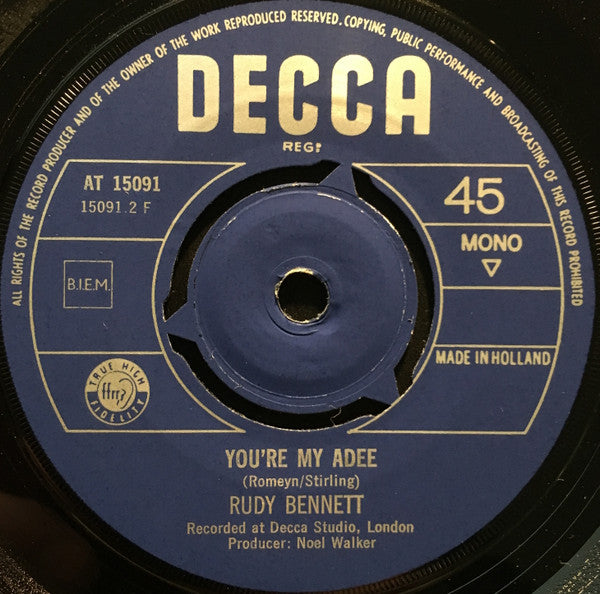 ALL RIGHTS OF THE RECORD PRODUCER AND OF THE OWNER OF THE WORK REPRODUCED RESERVED. COPYING, PUBLIC PERFORMANCE AND BROADCASTING OF THIS RECORD PROHIBITED
DECCA
REGD
AT 15091
15091.2 F
45
MONO
B.I.E.M.
TRUE HIGH
ffrr
FIDELITY
MADE IN HOLLAND
YOU'RE MY ADEE
(Romeyn/Stirling)
RUDY BENNETT
Recorded at Decca Studio, London
Producer: Noel Walker